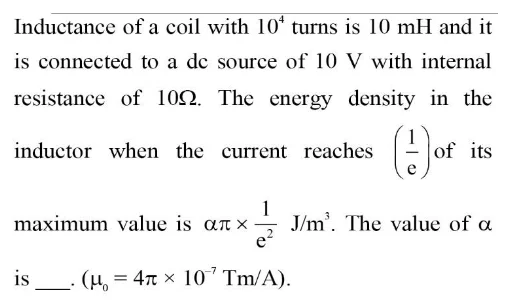 Inductance of a coil with 10⁴ turns is 10 mH and it
is connected to a dc source of 10 V with internal
resistance of 10Ω. The energy density in the
inductor when the current reaches (1/e) of its
maximum value is απ × 1/e² J/m³. The value of α
is ___. (μ₀ = 4π × 10⁻⁷ Tm/A).